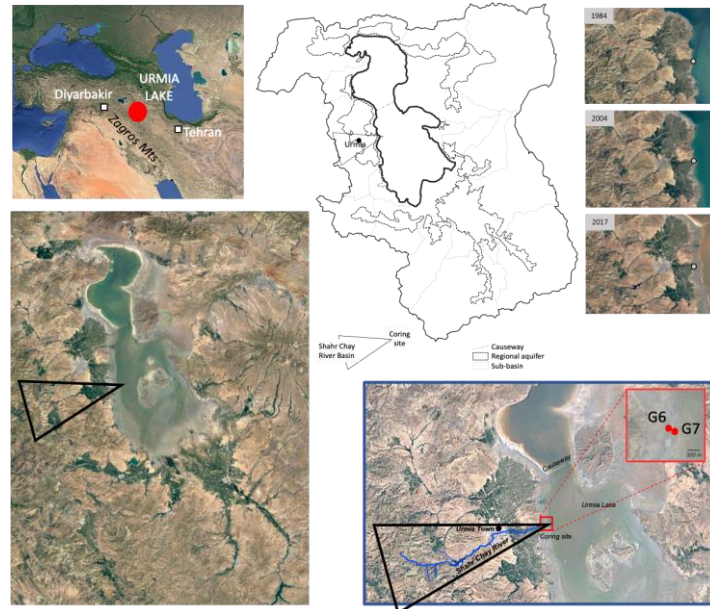 URMIA
LAKE
Diyarbakir
Zagros Mts
Tehran
Urmia
Shahr Chay
River Basin
Coring
site
Causeway
Regional aquifer
Sub-basin
1984
2004
2017
G6
G7
300 m
Causeway
Urmia Lake
Urmia Town
Coring site
Shahr Chay River